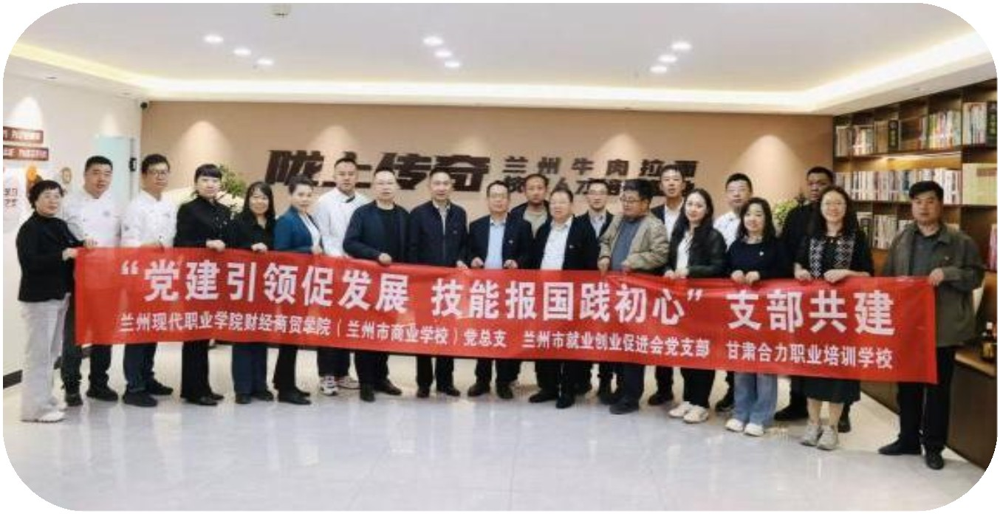 陇上传奇
兰州牛肉拉面
“党建引领促发展 技能报国践初心” 支部共建
兰州现代职业学院财经商贸学院（兰州市商业学校）党总支 兰州市就业创业促进会党支部 甘肃合力职业培训学校